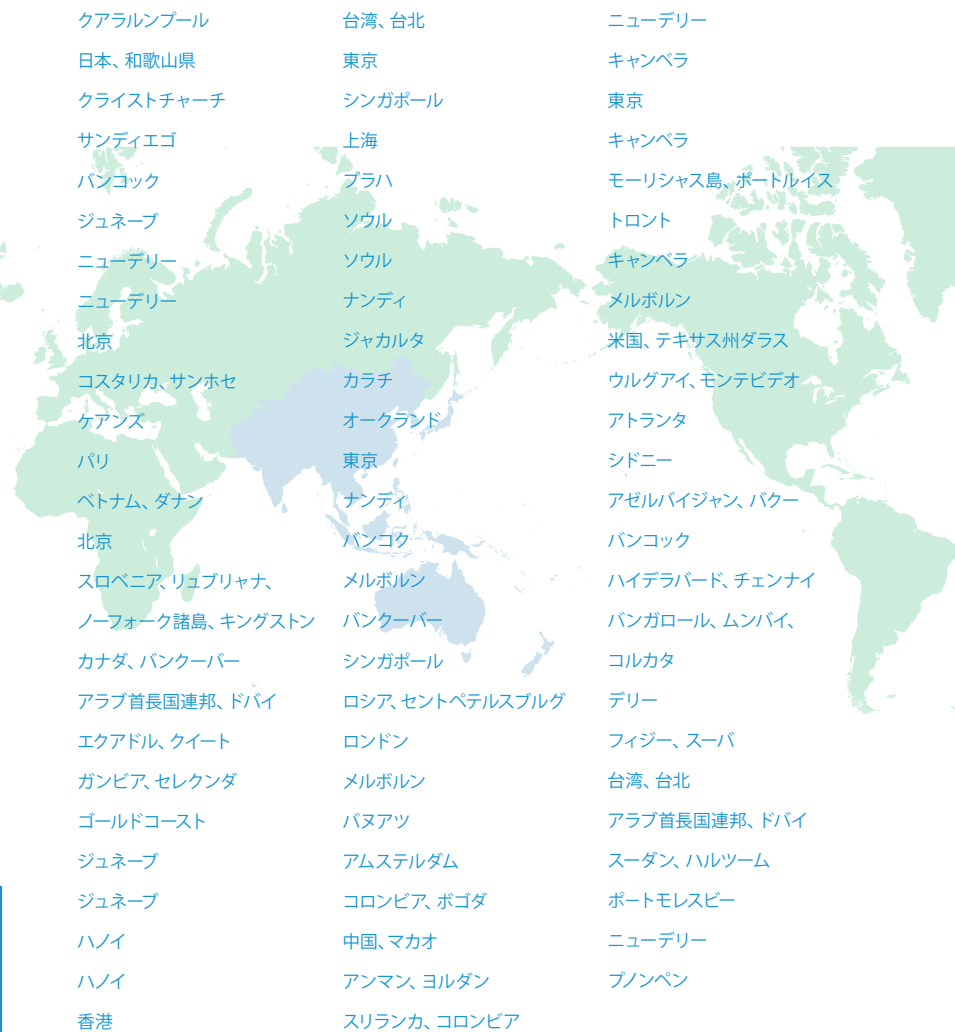 クアラルンプール
日本、和歌山県
クライストチャーチ
サンディエゴ
バンコック
ジュネーブ
ニューデリー
ニューデリー
北京
コスタリカ、サンホセ
ケアンズ
パリ
ベトナム、ダナン
北京
スロベニア、リュブリャナ、
ノーフォーク諸島、キングストン
カナダ、バンクーバー
アラブ首長国連邦、ドバイ
エクアドル、クイート
ガンビア、セレクンダ
ゴールドコースト
ジュネーブ
ジュネーブ
ハノイ
ハノイ
香港
台湾、台北
東京
シンガポール
上海
プラハ
ソウル
ソウル
ナンディ
ジャカルタ
カラチ
オークランド
東京
ナンディ
バンコク
メルボルン
バンクーバー
シンガポール
ロシア、セントペテルスブルグ
ロンドン
メルボルン
バヌアツ
アムステルダム
コロンビア、ボゴダ
中国、マカオ
アンマン、ヨルダン
スリランカ、コロンビア
ニューデリー
キャンベラ
東京
キャンベラ
モーリシャス島、ポートルイス
トロント
キャンベラ
メルボルン
米国、テキサス州ダラス
ウルグアイ、モンテビデオ
アトランタ
シドニー
アゼルバイジャン、バクー
バンコック
ハイデラバード、チェンナイ
バンガロール、ムンバイ、
コルカタ
デリー
フィジー、スーバ
台湾、台北
アラブ首長国連邦、ドバイ
スーダン、ハルツーム
ポートモレスビー
ニューデリー
プノンペン